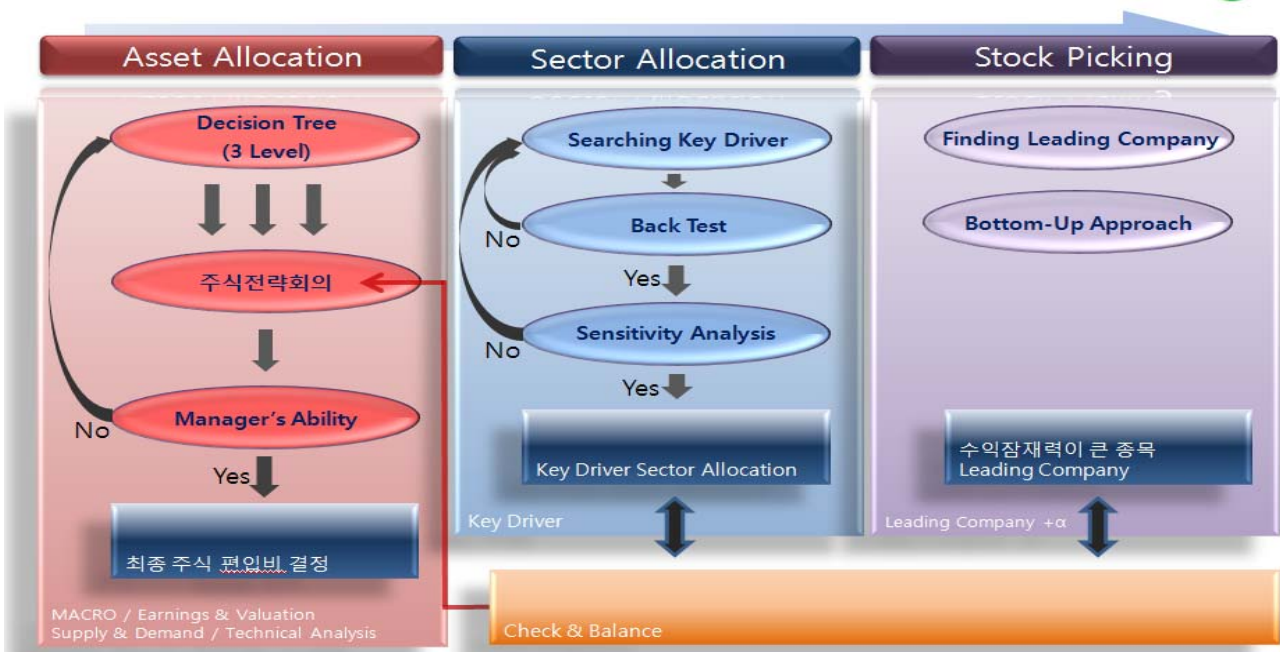 Asset Allocation
Decision Tree
(3 Level)
주식전략회의
Manager's Ability
No
Yes
최종 주식 편입비 결정
MACRO / Earnings & Valuation
Supply & Demand / Technical Analysis
Sector Allocation
Searching Key Driver
Back Test
No
Yes
Sensitivity Analysis
No
Yes
Key Driver Sector Allocation
Key Driver
Stock Picking
Finding Leading Company
Bottom-Up Approach
수익잠재력이 큰 종목
Leading Company
Leading Company +α
Check & Balance